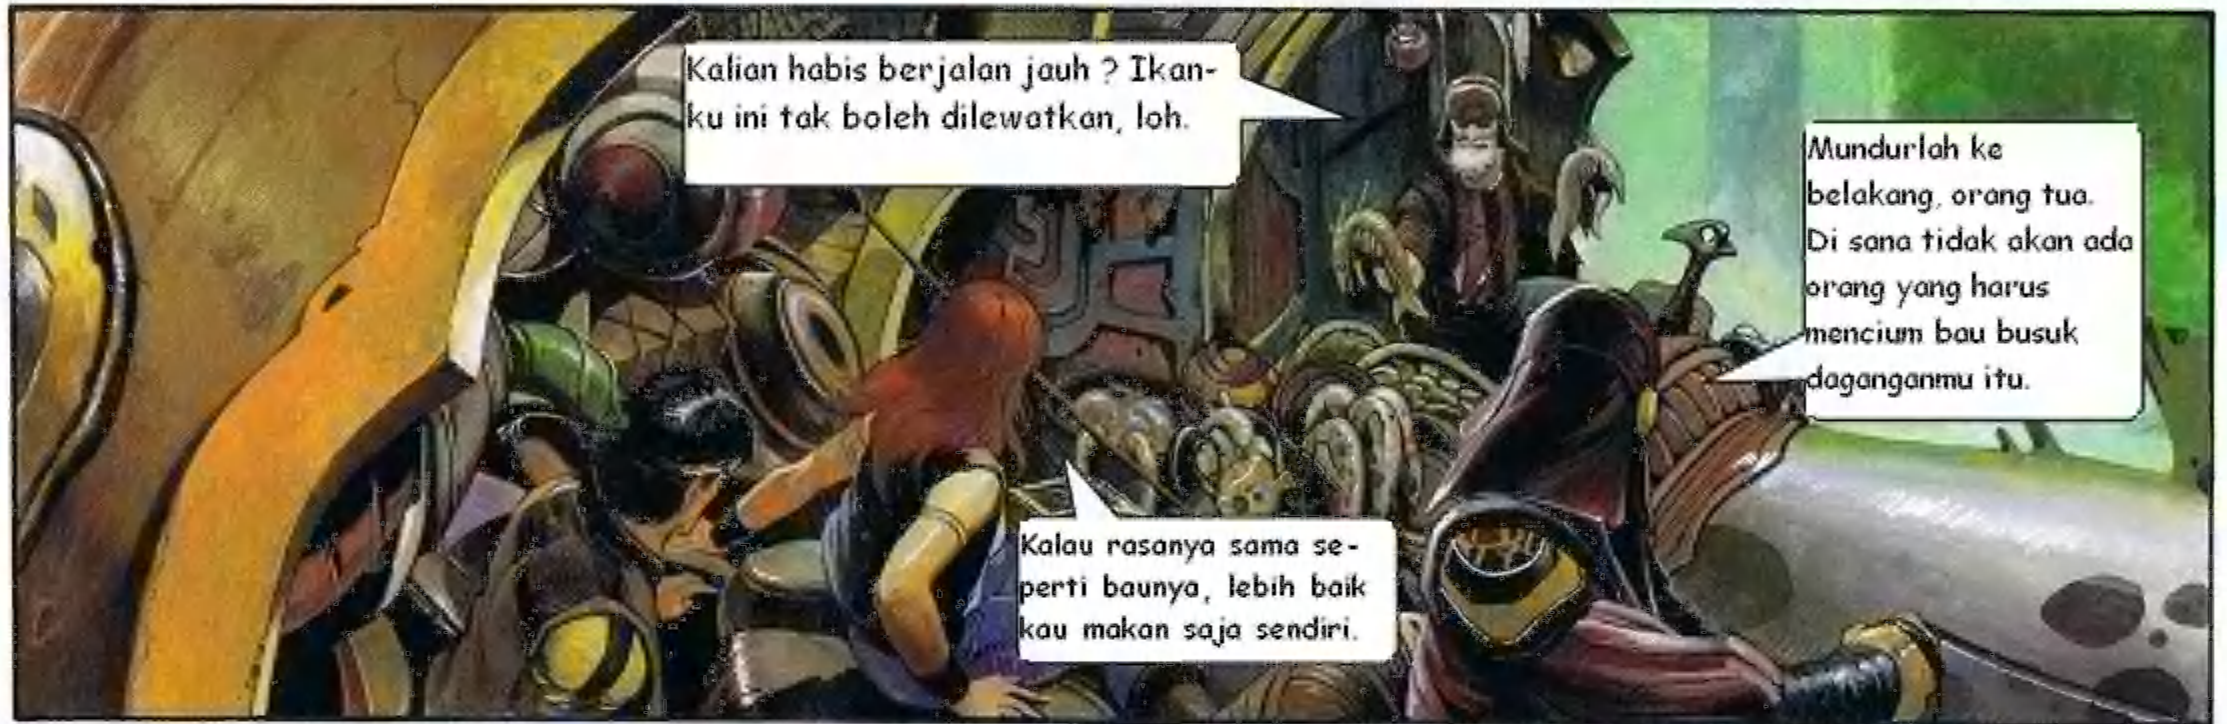 Kalian habis berjalan jauh ? Ikan-
ku ini tak boleh dilewatkan, loh.
Mundurlah ke
belakang, orang tua.
Di sana tidak akan ada
orang yang harus
mencium bau busuk
daganganmu itu.
Kalau rasanya sama se-
perti baunya, lebih baik
kau makan saja sendiri.